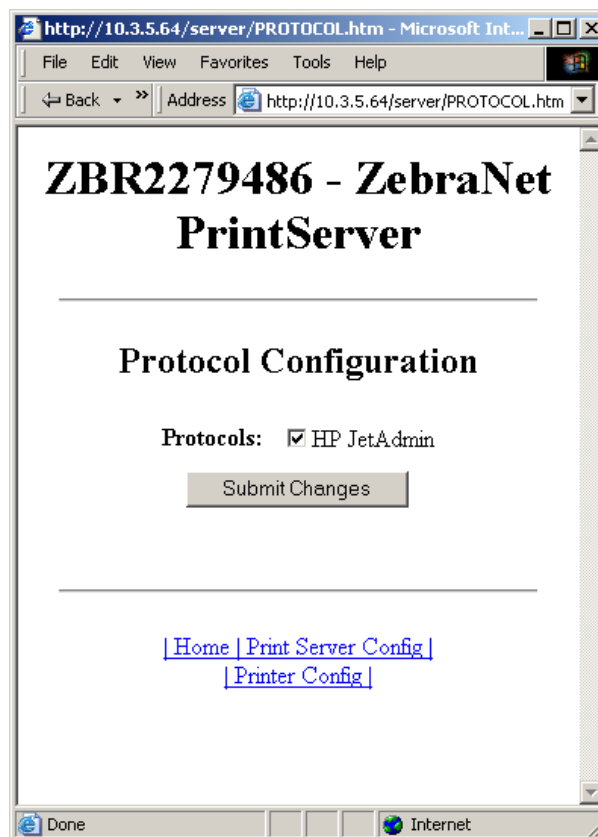 http://10.3.5.64/server/PROTOCOL.htm - Microsoft Int...
File Edit View Favorites Tools Help
Back » Address http://10.3.5.64/server/PROTOCOL.htm
ZBR2279486 - ZebraNet
PrintServer
Protocol Configuration
Protocols: HP JetAdmin
Submit Changes
| Home | Print Server Config |
| Printer Config |
Done Internet